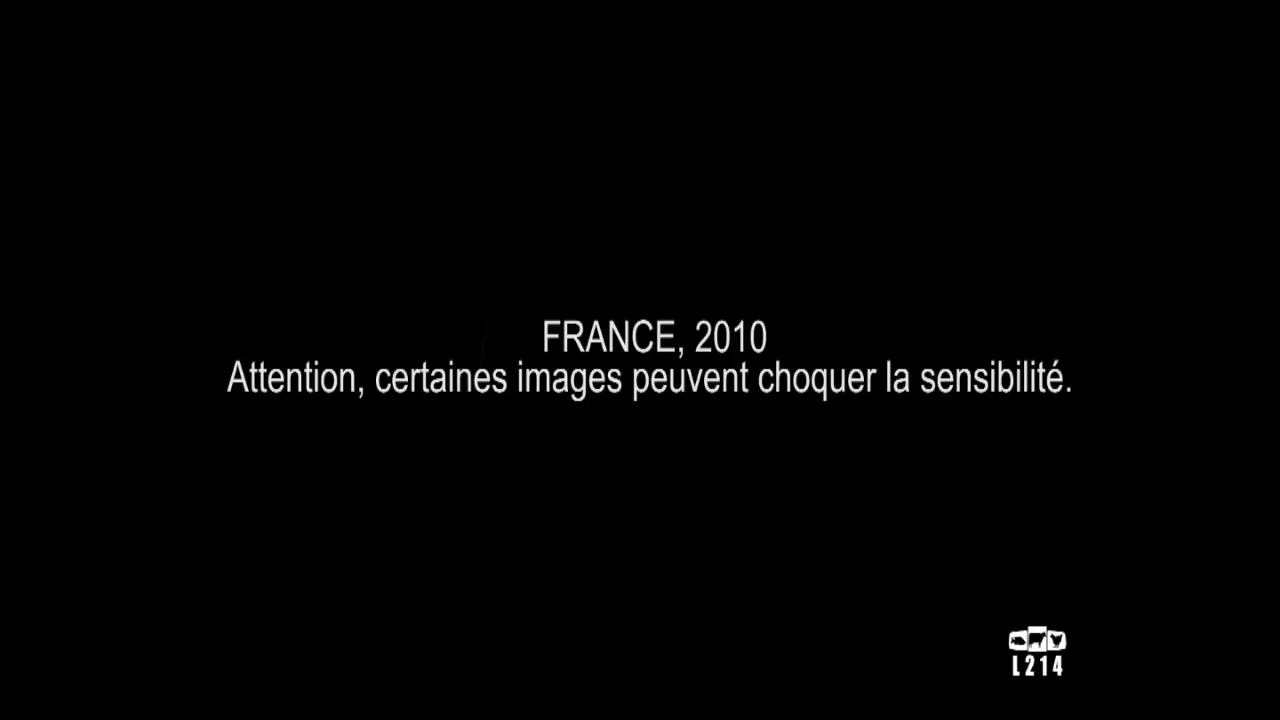 FRANCE, 2010
Attention, certaines images peuvent choquer la sensibilité.
L214